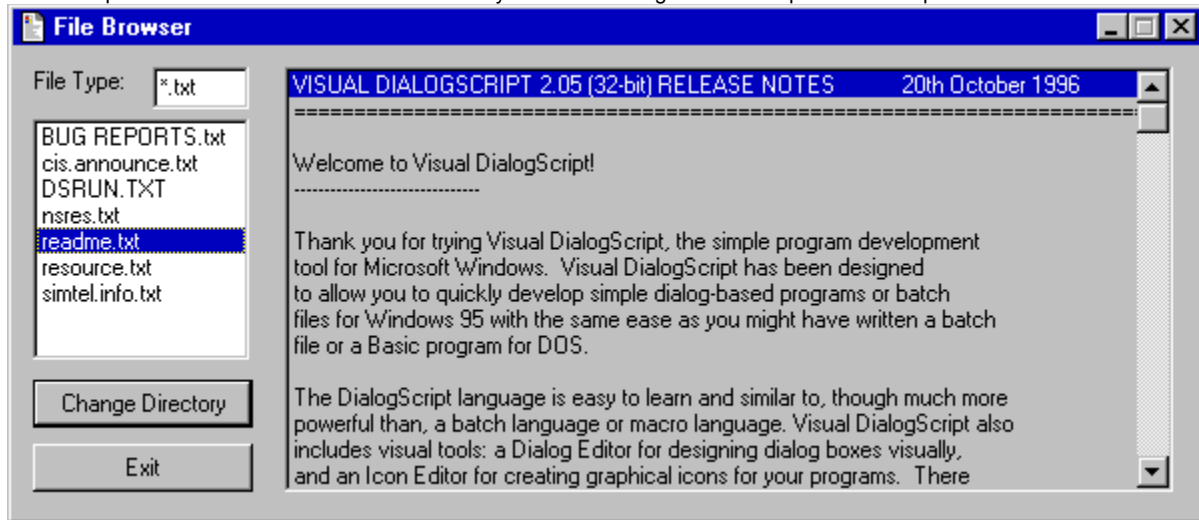 File Browser
File Type:
*.txt
BUG REPORTS.txt
cis.announce.txt
DSRUN.TXT
nsres.txt
readme.txt
resource.txt
simtel.info.txt
Change Directory
Exit
VISUAL DIALOGSCRIPT 2.05 (32-bit) RELEASE NOTES 20th October 1996
================================================================================
Welcome to Visual DialogScript!
-------------------------------
Thank you for trying Visual DialogScript, the simple program development
tool for Microsoft Windows.  Visual DialogScript has been designed
to allow you to quickly develop simple dialog-based programs or batch
files for Windows 95 with the same ease as you might have written a batch
file or a Basic program for DOS.
The DialogScript language is easy to learn and similar to, though much more
powerful than, a batch language or macro language. Visual DialogScript also
includes visual tools: a Dialog Editor for designing dialog boxes visually,
and an Icon Editor for creating graphical icons for your programs.  There